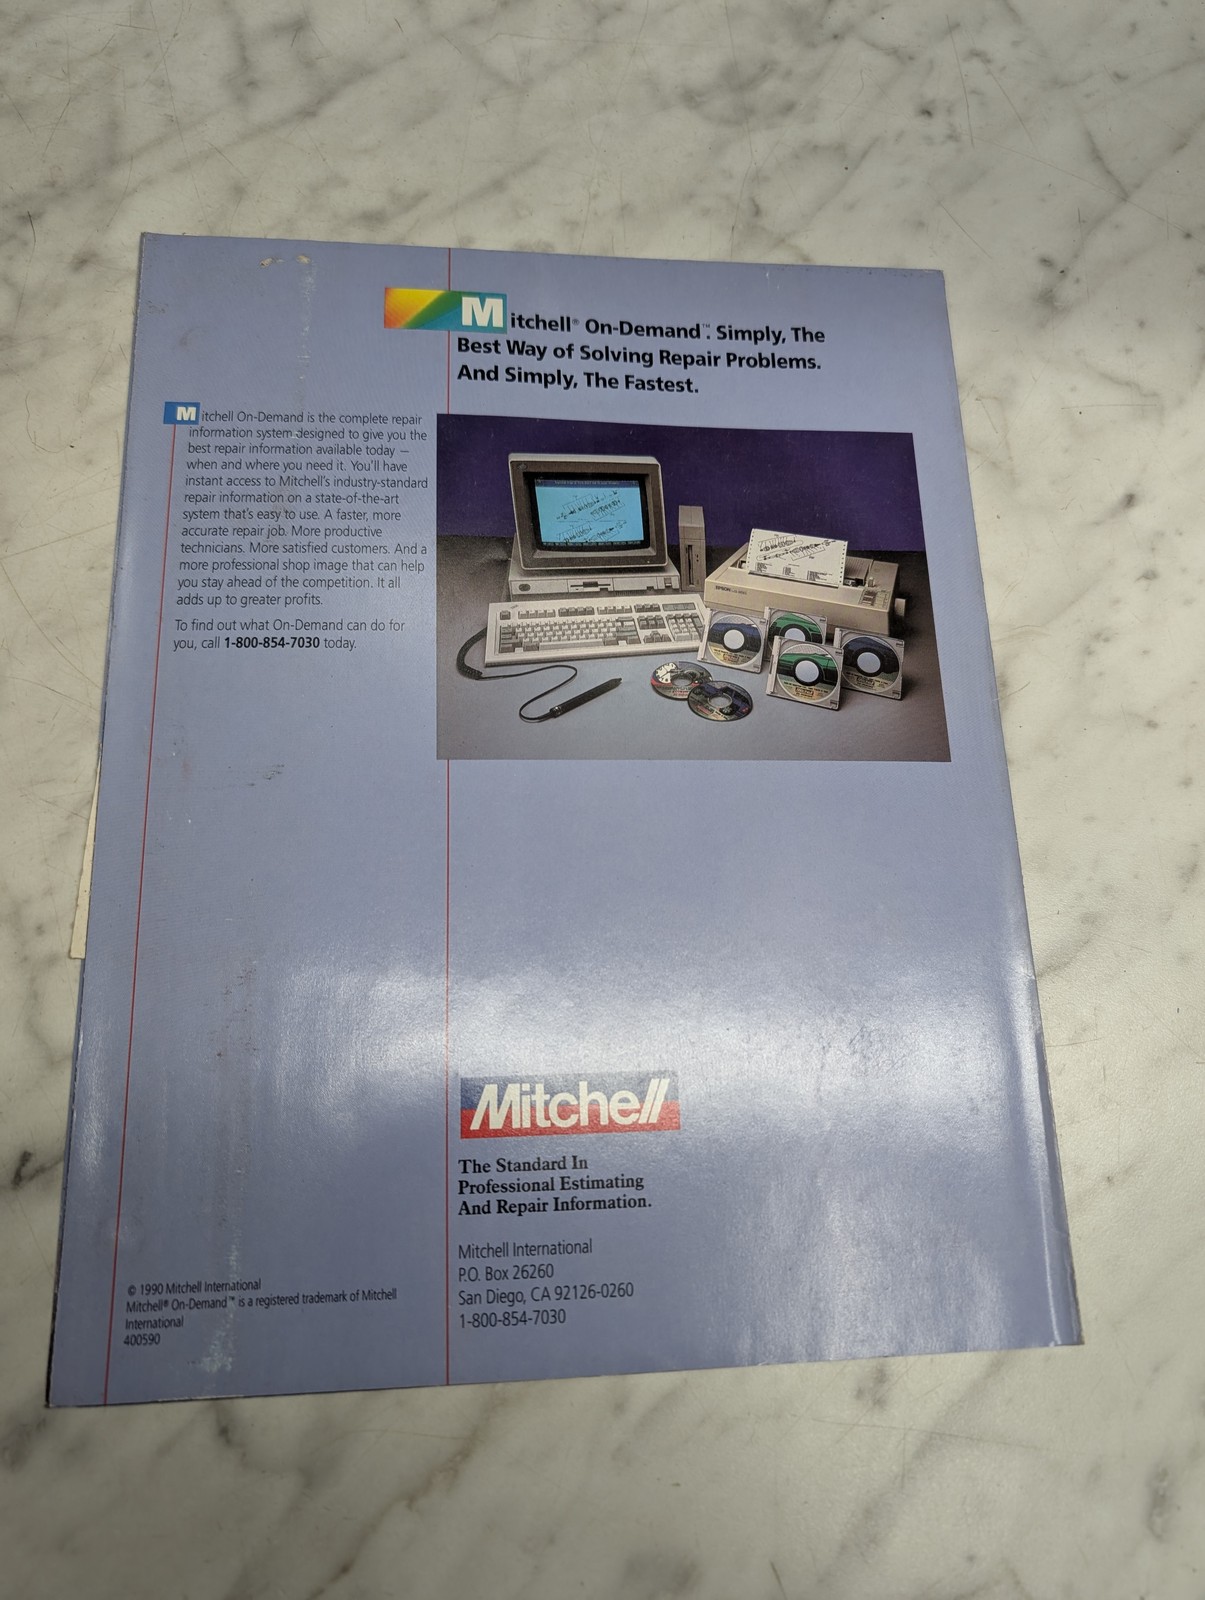 Mitchell® On-Demand™. Simply, The
Best Way of Solving Repair Problems.
And Simply, The Fastest.
Mitchell On-Demand is the complete repair
information system designed to give you the
best repair information available today —
when and where you need it. You'll have
instant access to Mitchell's industry-standard
repair information on a state-of-the-art
system that's easy to use. A faster, more
accurate repair job. More productive
technicians. More satisfied customers. And a
more professional shop image that can help
you stay ahead of the competition. It all
adds up to greater profits.
To find out what On-Demand can do for
you, call 1-800-854-7030 today.
EPSON
Mitchell
The Standard In
Professional Estimating
And Repair Information.
Mitchell International
P.O. Box 26260
San Diego, CA 92126-0260
1-800-854-7030
© 1990 Mitchell International
Mitchell® On-Demand™ is a registered trademark of Mitchell
International
400590